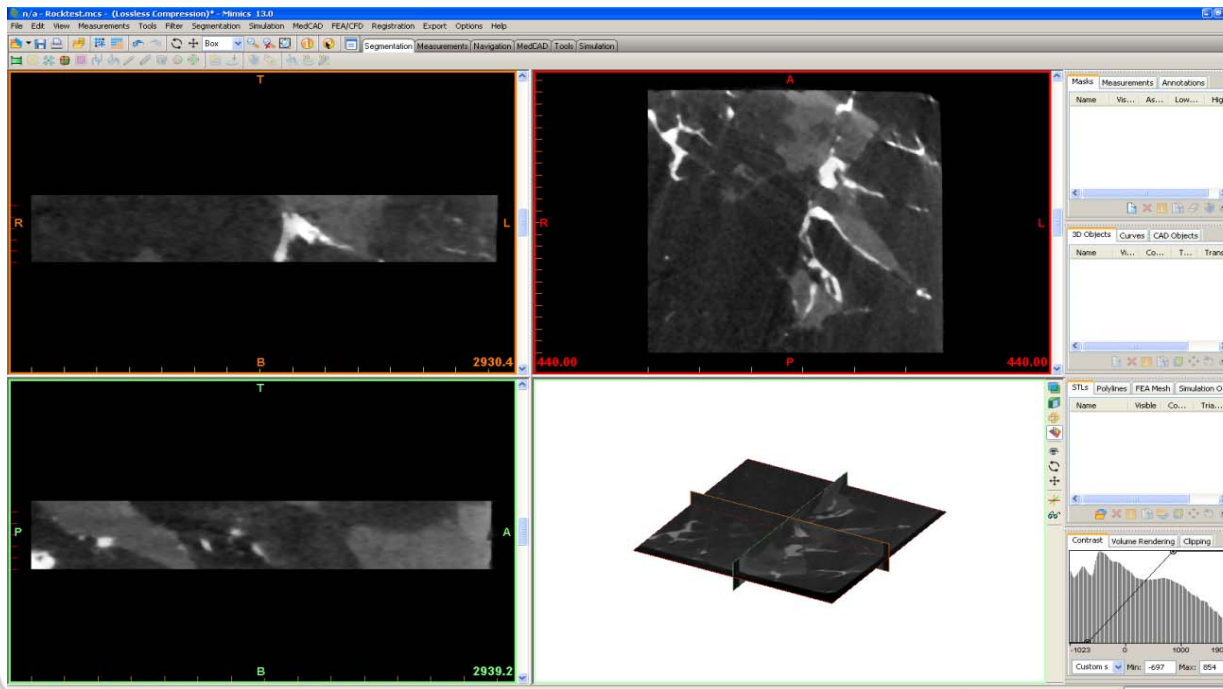 n/a - Rocktest.mcs - (Lossless Compression)* - Mimics 13.0
File Edit View Measurements Tools Filter Segmentation Simulation MedCAD FEA/CFD Registration Export Options Help
Box Segmentation Measurements Navigation MedCAD Tools Simulation
T
R L
B 2930.4
A
R L
440.00 P 440.00
T
P A
B 2939.2
Masks Measurements Annotations
Name Vis... As... Low... Hig
3D Objects Curves CAD Objects
Name Vi... Co... T... Trans
STLs Polylines FEA Mesh Simulation O
Name Visible Co... Tria...
Contrast Volume Rendering Clipping
-1023 0 1000 190
Custom s Min: -697 Max: 854